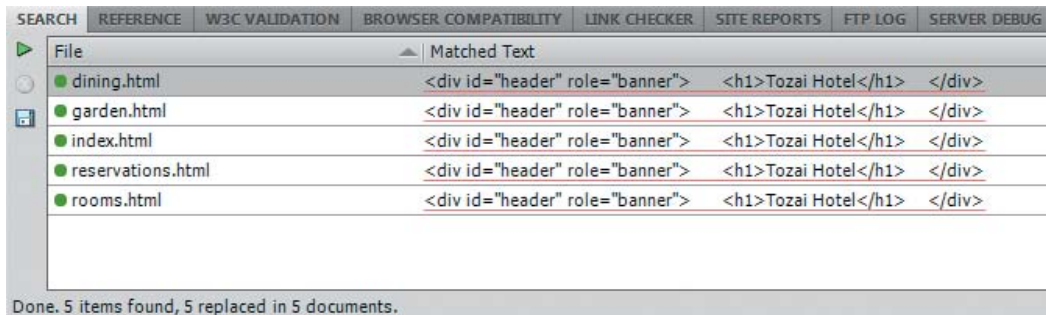 SEARCH REFERENCE W3C VALIDATION BROWSER COMPATIBILITY LINK CHECKER SITE REPORTS FTP LOG SERVER DEBUG
File Matched Text
dining.html <div id="header" role="banner"> <h1>Tozai Hotel</h1> </div>
garden.html <div id="header" role="banner"> <h1>Tozai Hotel</h1> </div>
index.html <div id="header" role="banner"> <h1>Tozai Hotel</h1> </div>
reservations.html <div id="header" role="banner"> <h1>Tozai Hotel</h1> </div>
rooms.html <div id="header" role="banner"> <h1>Tozai Hotel</h1> </div>
Done. 5 items found, 5 replaced in 5 documents.